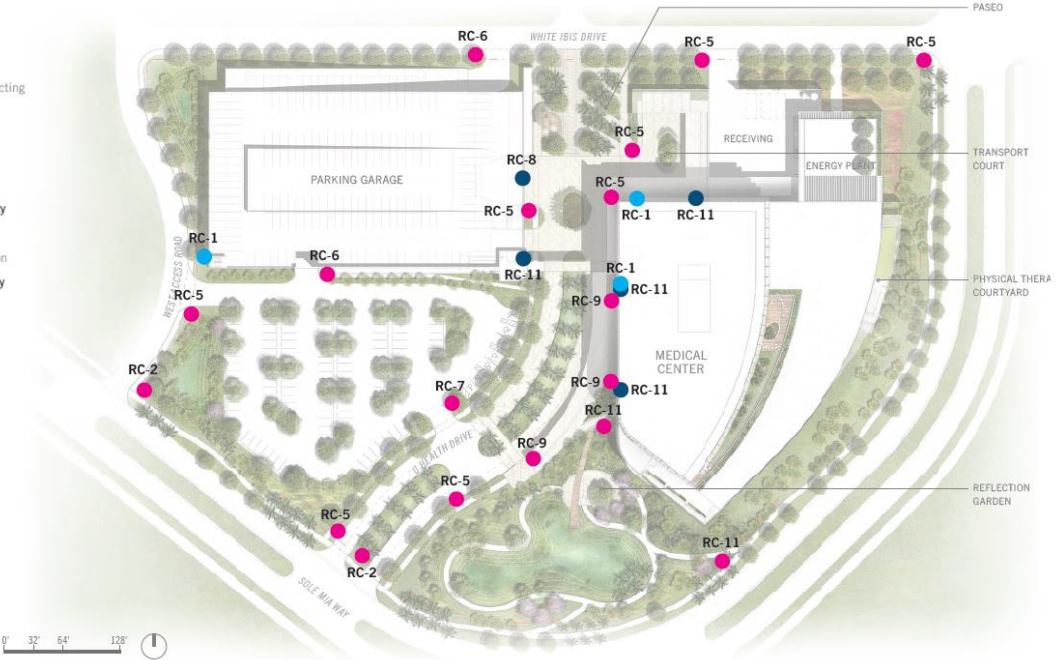 PASEO
RC-6
WHITE IBIS DRIVE
RC-5
RC-5
cting
RC-5
RECEIVING
TRANSPORT
COURT
RC-8
ENERGY PLANT
PARKING GARAGE
RC-5
RC-5
RC-1
RC-11
y
RC-1
WEST ACCESS ROAD
RC-6
on
RC-11
RC-1
y
RC-11
PHYSICAL THERA
COURTYARD
RC-5
RC-9
MEDICAL
CENTER
RC-2
RC-9
RC-11
RC-7
RC-11
U HEALTH DRIVE
RC-9
RC-5
REFLECTION
GARDEN
RC-5
RC-11
RC-2
SOLE MIA WAY
0' 32' 64' 128'